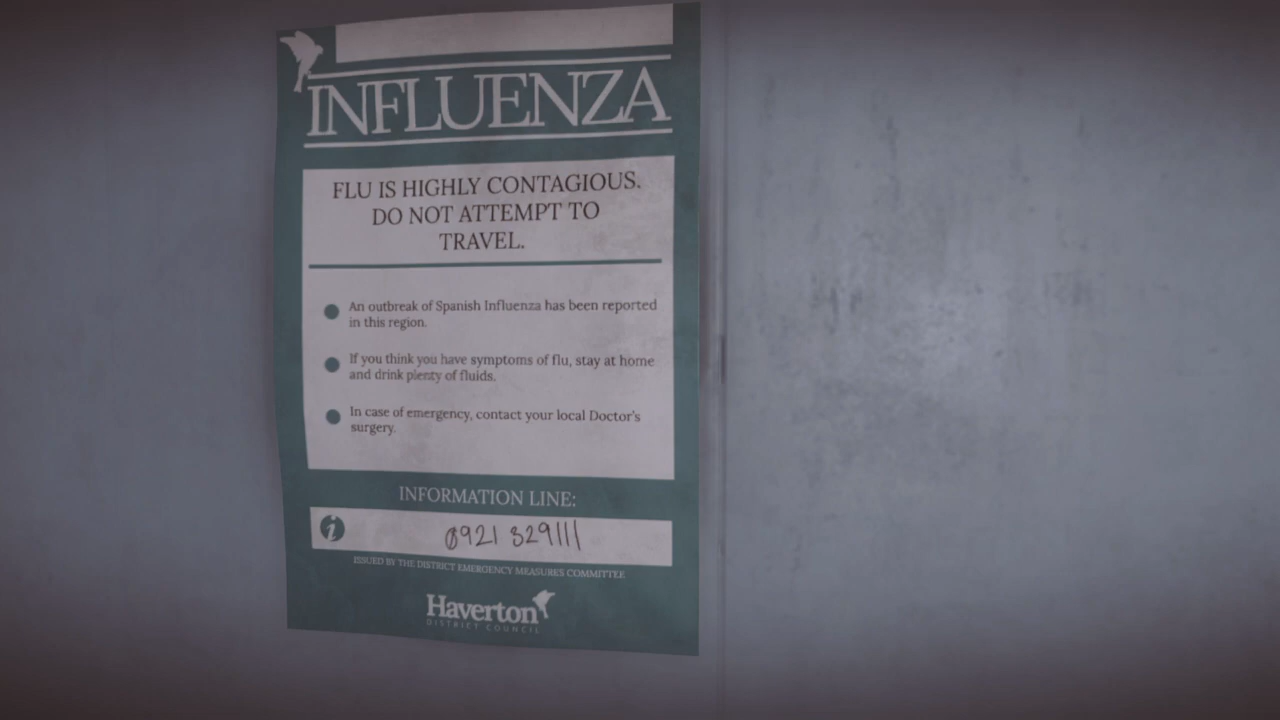 INFLUENZA
FLU IS HIGHLY CONTAGIOUS.
DO NOT ATTEMPT TO
TRAVEL.
An outbreak of Spanish Influenza has been reported
in this region.
If you think you have symptoms of flu, stay at home
and drink plenty of fluids.
In case of emergency, contact your local Doctor's
surgery.
INFORMATION LINE:
i
0921 329111
ISSUED BY THE DISTRICT EMERGENCY MEASURES COMMITTEE
Haverton
DISTRICT COUNCIL